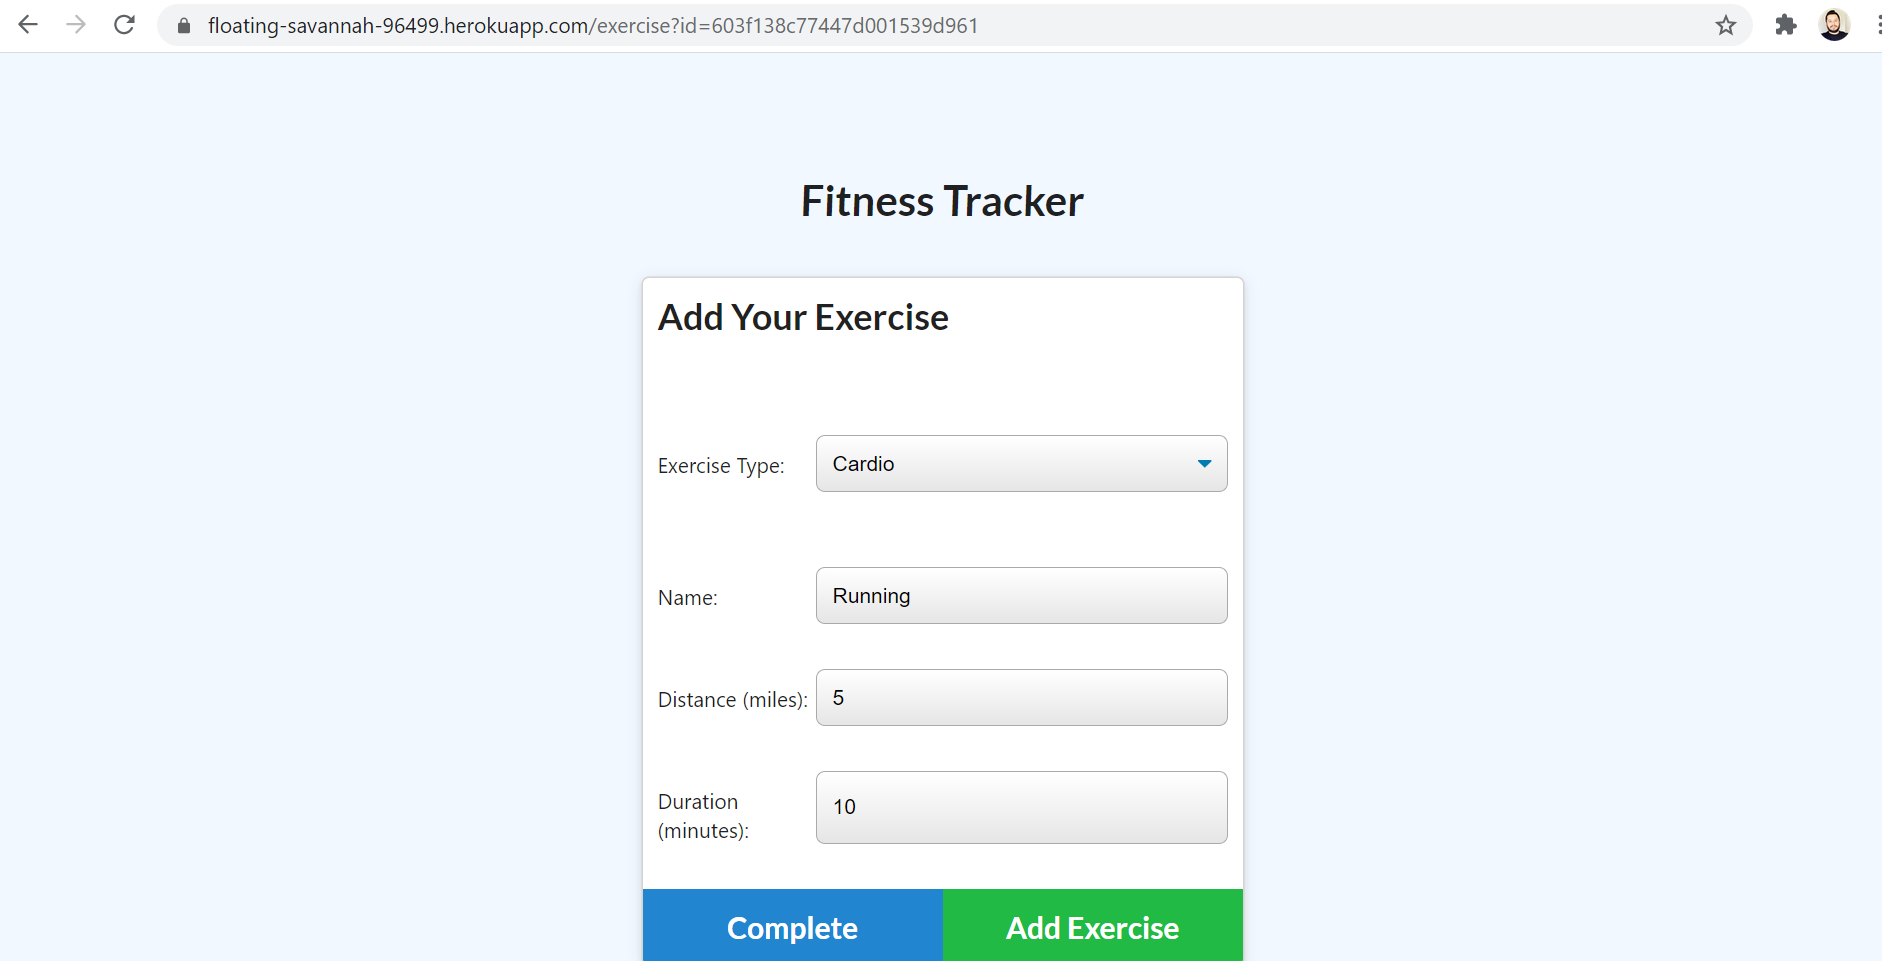 floating-savannah-96499.herokuapp.com/exercise?id=603f138c77447d001539d961
Fitness Tracker
Add Your Exercise
Exercise Type: Cardio
Name: Running
Distance (miles): 5
Duration
(minutes): 10
Complete Add Exercise